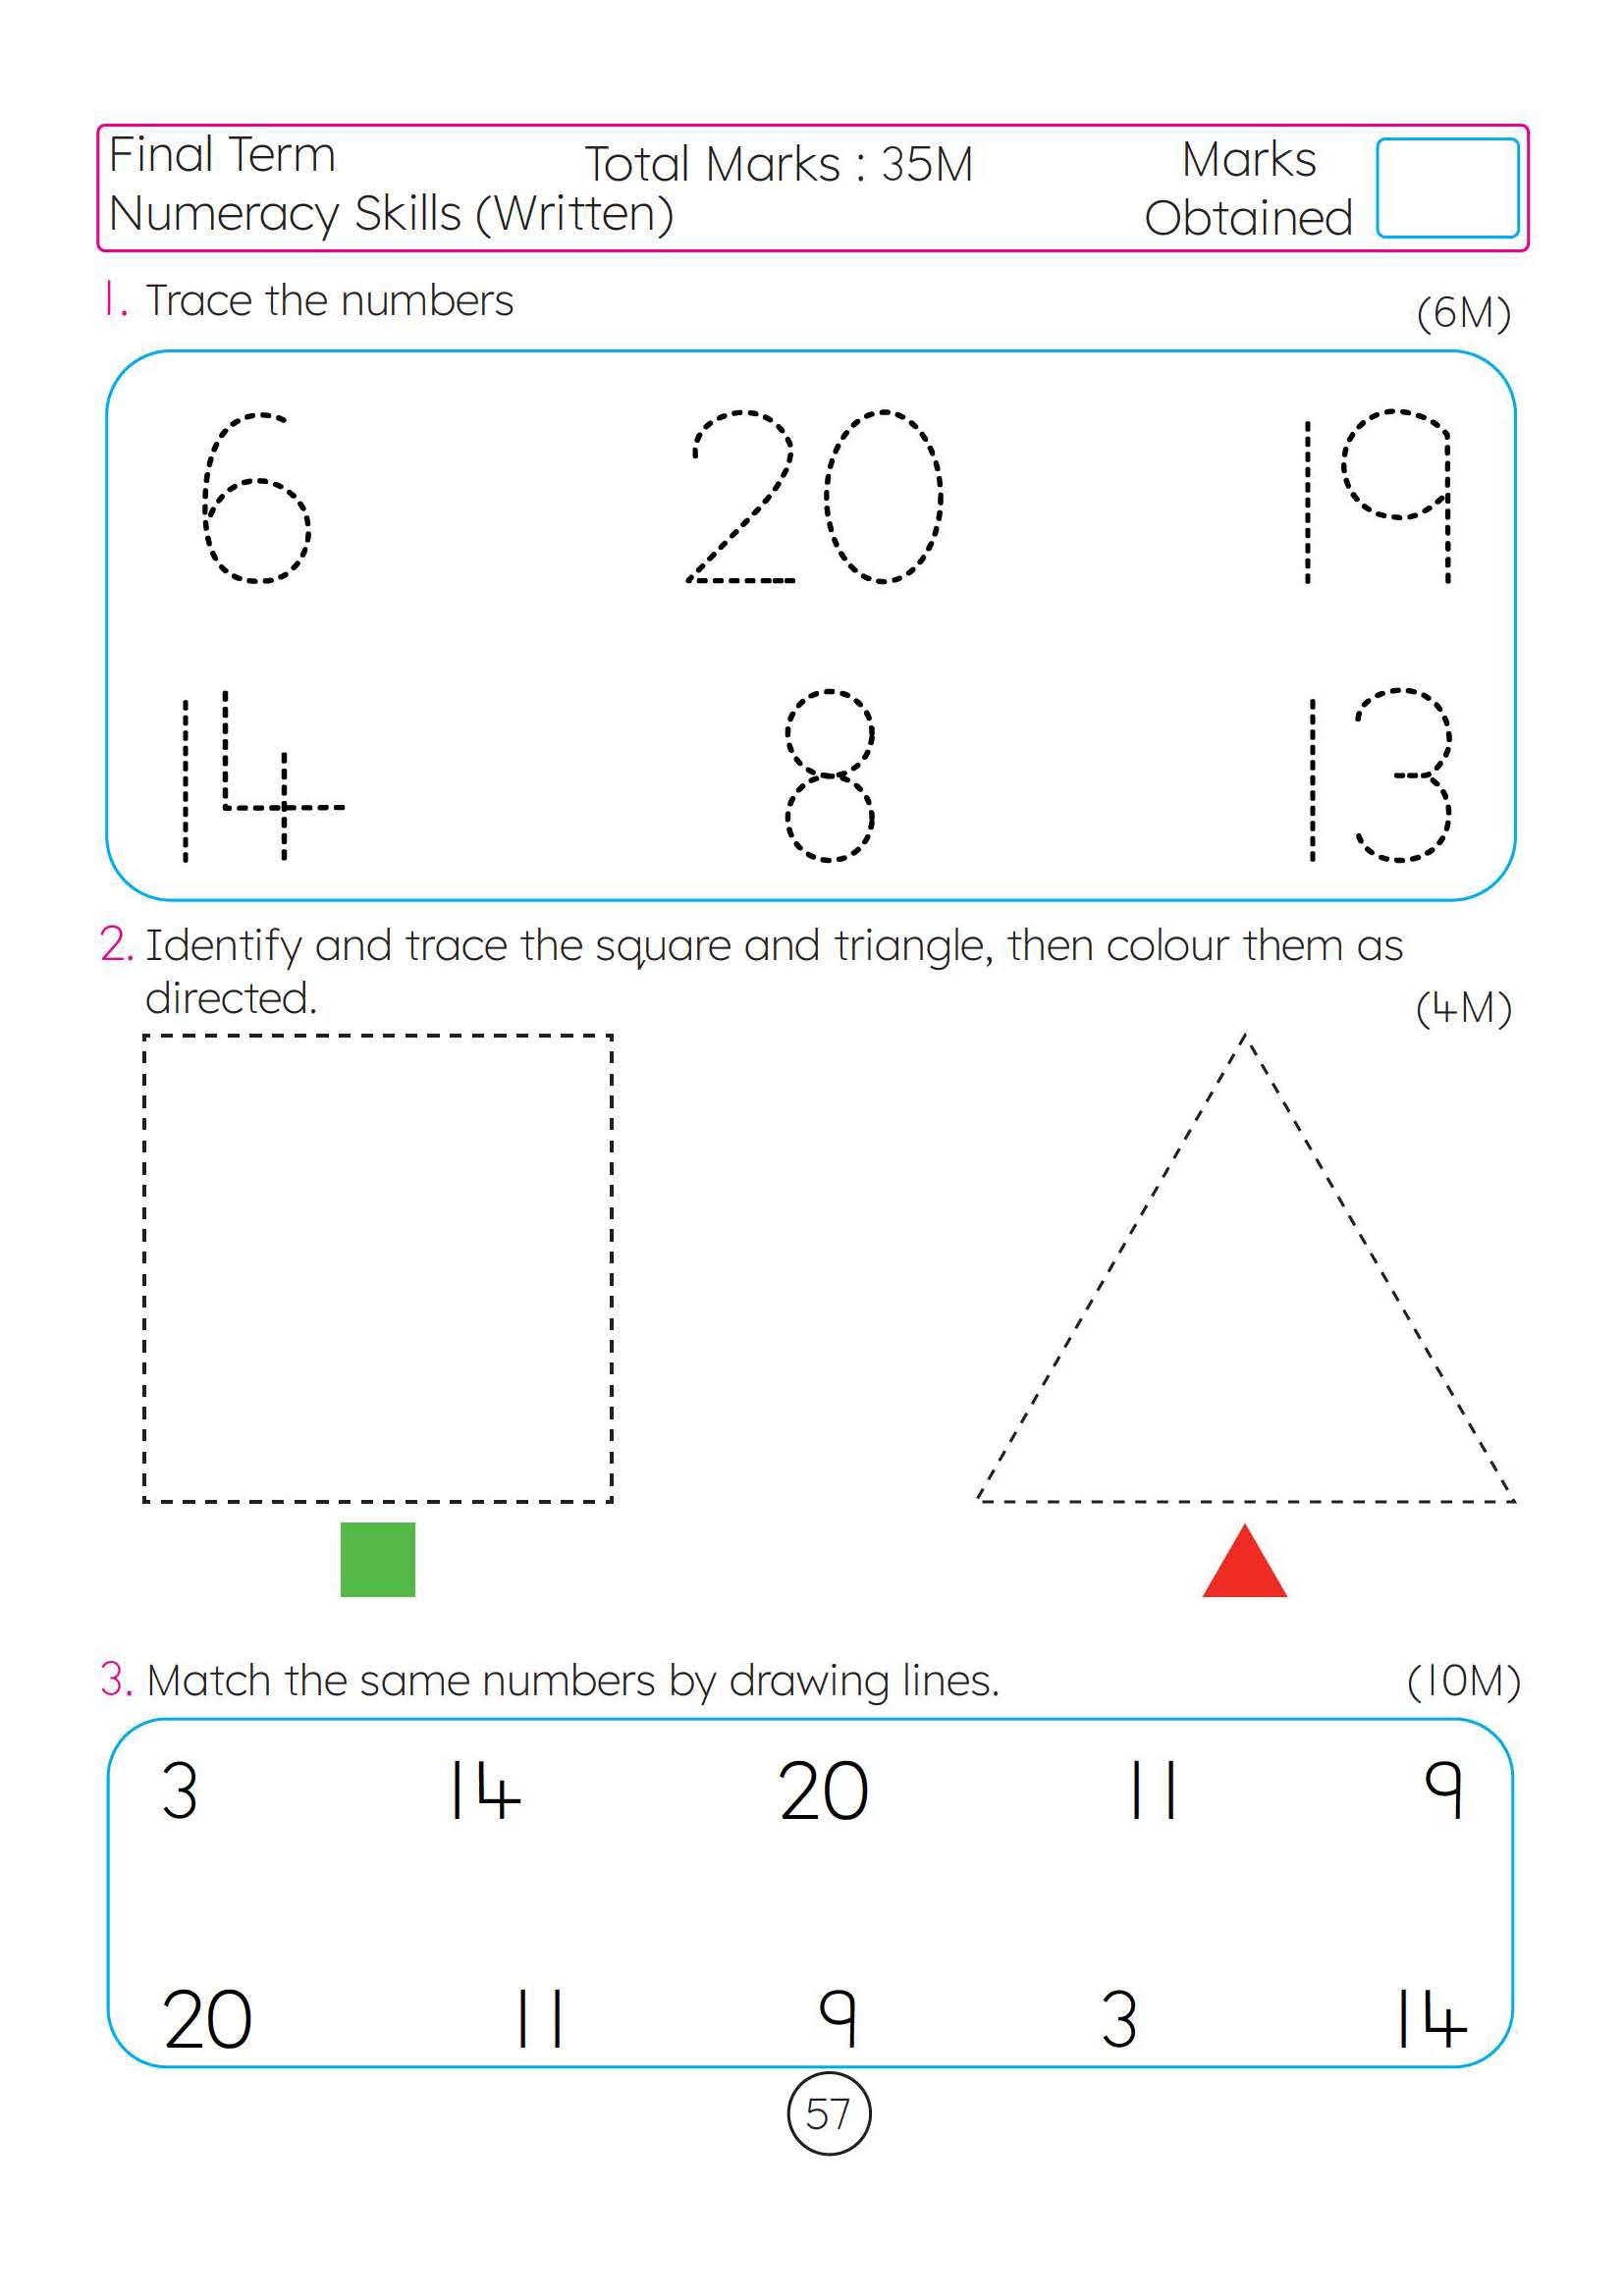 Final Term
Total Marks : 35M
Numeracy Skills (Written)
Marks
Obtained
1. Trace the numbers
(6M)
6 20 19
14 8 13
2. Identify and trace the square and triangle, then colour them as
directed.
(4M)
3. Match the same numbers by drawing lines.
(10M)
3 14 20 11 9
20 11 9 3 14
57